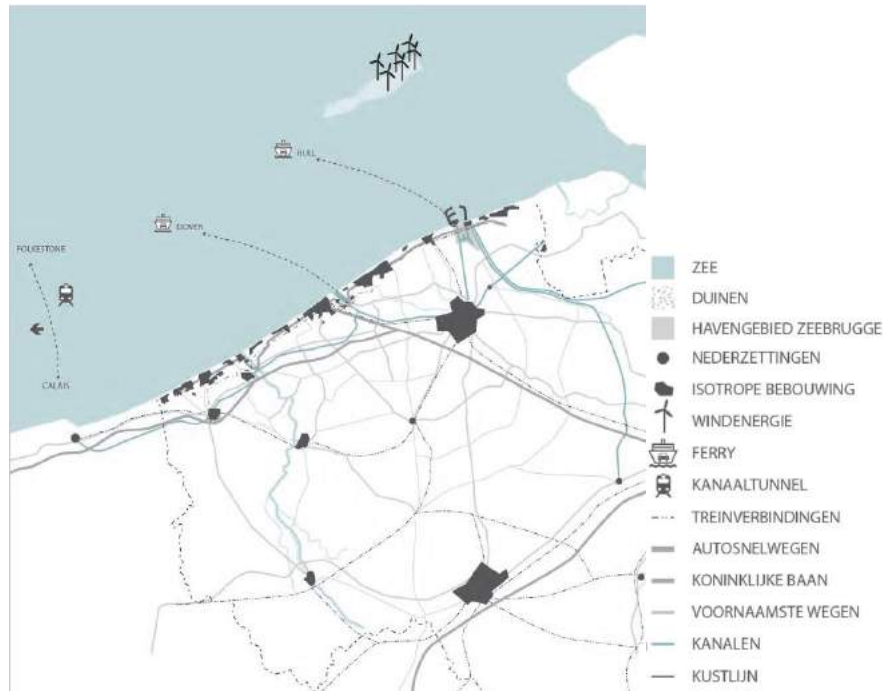 HULL
DOVER
FOLKESTONE
CALAIS
ZEE
DUINEN
HAVENGEBIED ZEEBRUGGE
NEDERZETTINGEN
ISOTROPE BEBOUWING
WINDENERGIE
FERRY
KANAALTUNNEL
TREINVERBINDINGEN
AUTOSNELWEGEN
KONINKLIJKE BAAN
VOORNAAMSTE WEGEN
KANALEN
KUSTLIJN